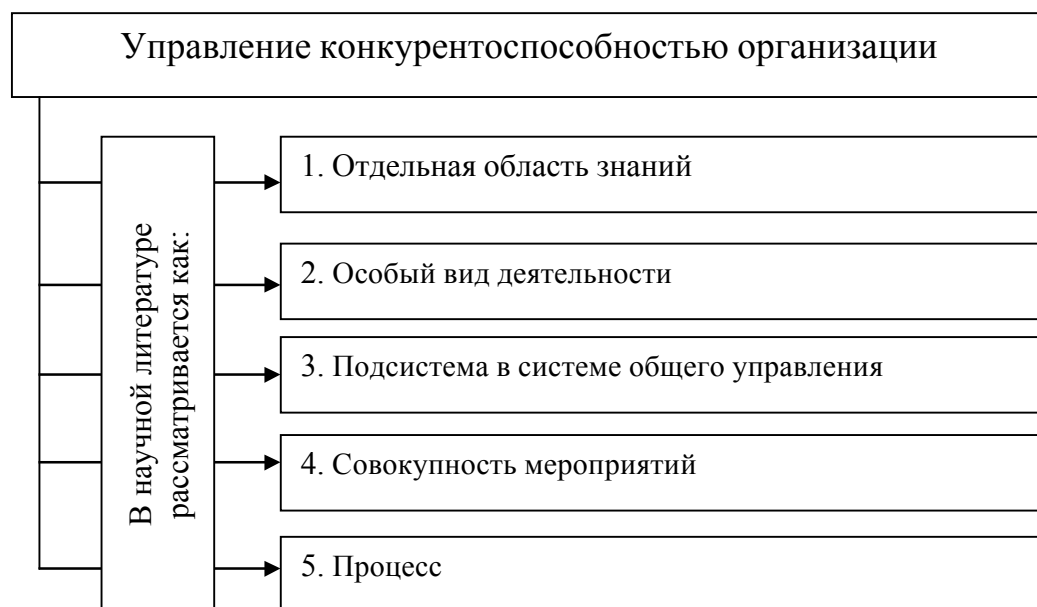 Управление конкурентоспособностью организации
В научной литературе
рассматривается как:
1. Отдельная область знаний
2. Особый вид деятельности
3. Подсистема в системе общего управления
4. Совокупность мероприятий
5. Процесс